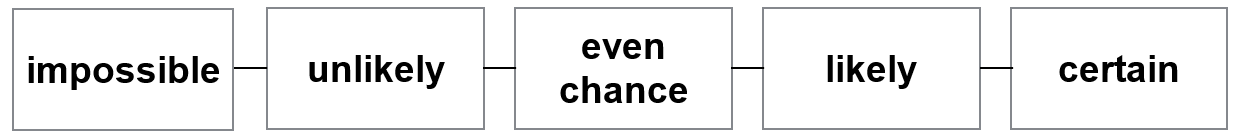 impossible
unlikely
even
chance
likely
certain